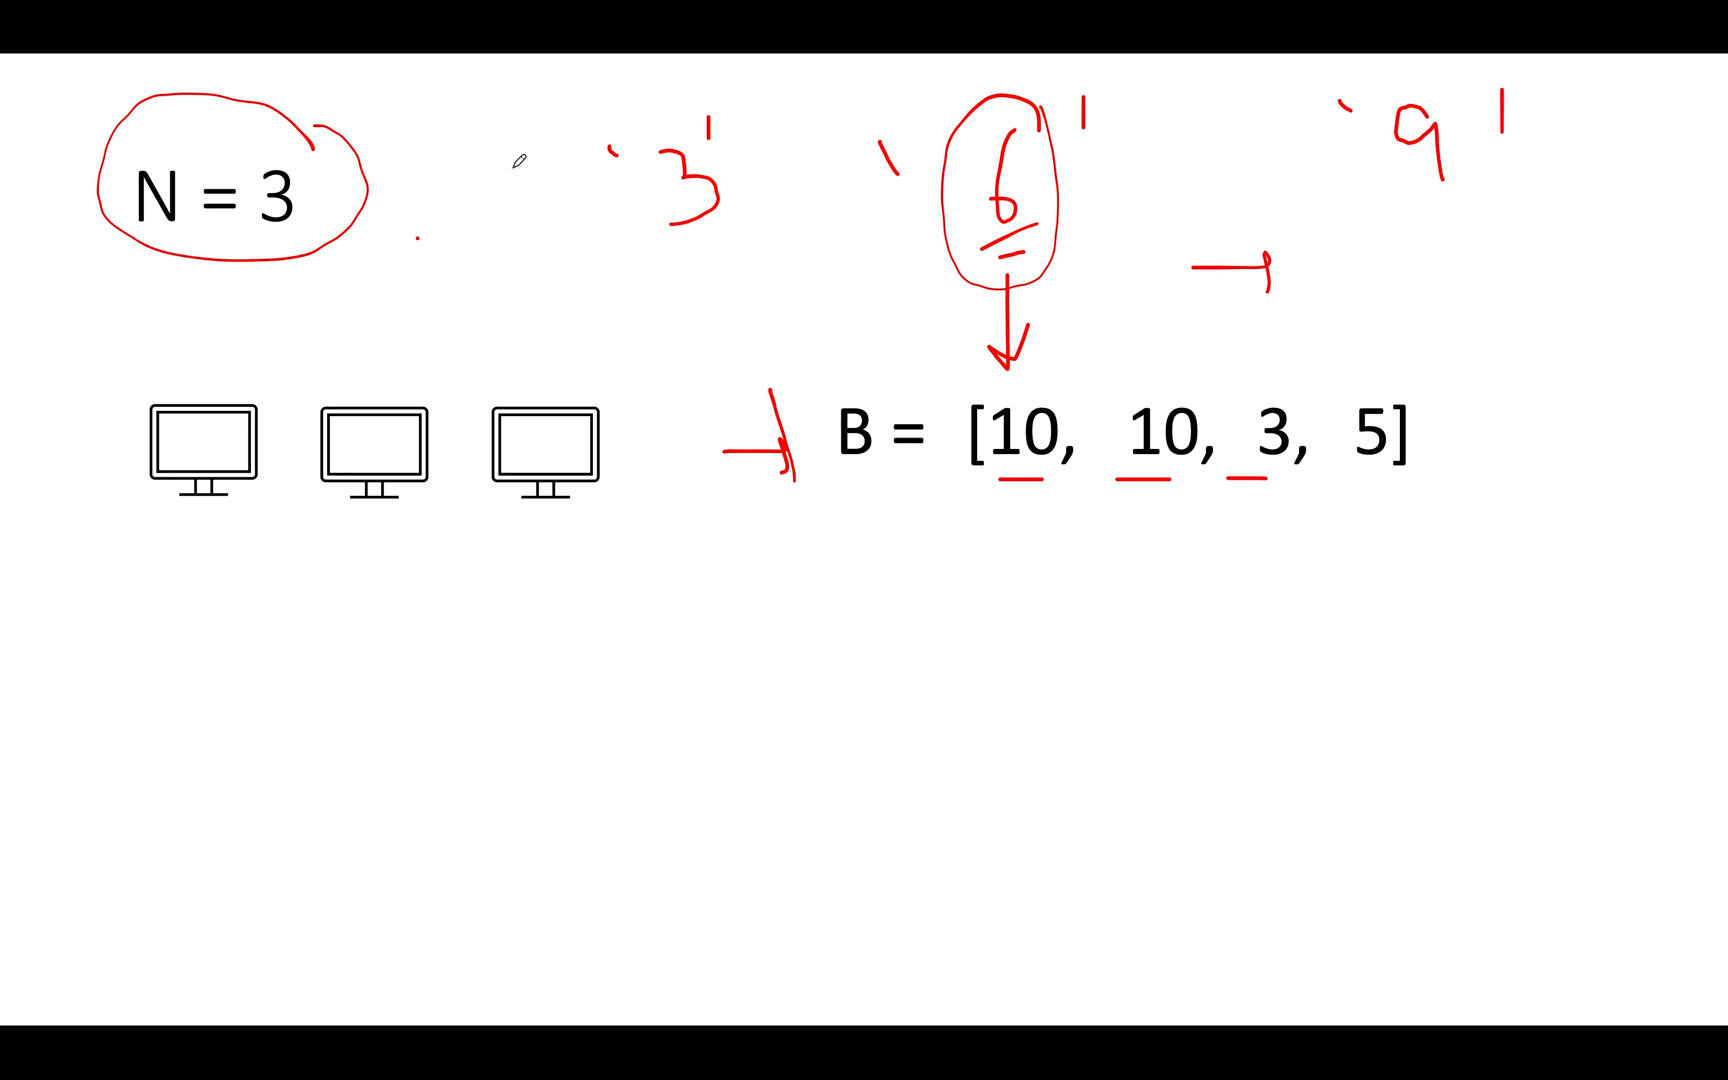 N = 3 '3' '6' '9'
B = [10, 10, 3, 5]